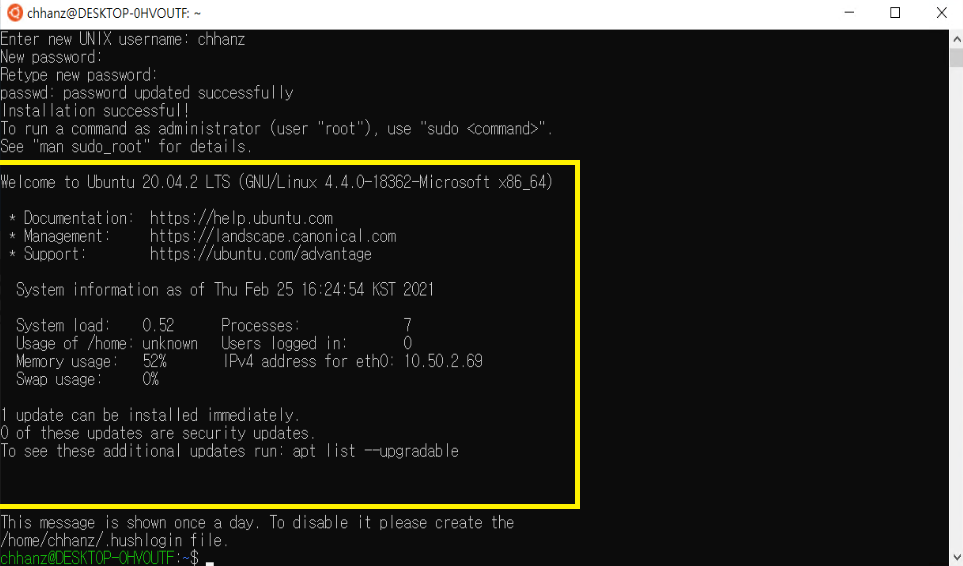 chhanz@DESKTOP-0HVOUTF: ~
Enter new UNIX username: chhanz
New password:
Retype new password:
passwd: password updated successfully
Installation successful!
To run a command as administrator (user "root"), use "sudo <command>".
See "man sudo_root" for details.
Welcome to Ubuntu 20.04.2 LTS (GNU/Linux 4.4.0-18362-Microsoft x86_64)
* Documentation:  https://help.ubuntu.com
* Management:     https://landscape.canonical.com
* Support:        https://ubuntu.com/advantage
System information as of Thu Feb 25 16:24:54 KST 2021
System load:    0.52      Processes:             7
Usage of /home: unknown   Users logged in:       0
Memory usage:   52%       IPv4 address for eth0: 10.50.2.69
Swap usage:     0%
1 update can be installed immediately.
0 of these updates are security updates.
To see these additional updates run: apt list --upgradable
This message is shown once a day. To disable it please create the
/home/chhanz/.hushlogin file.
chhanz@DESKTOP-0HVOUTF:~$